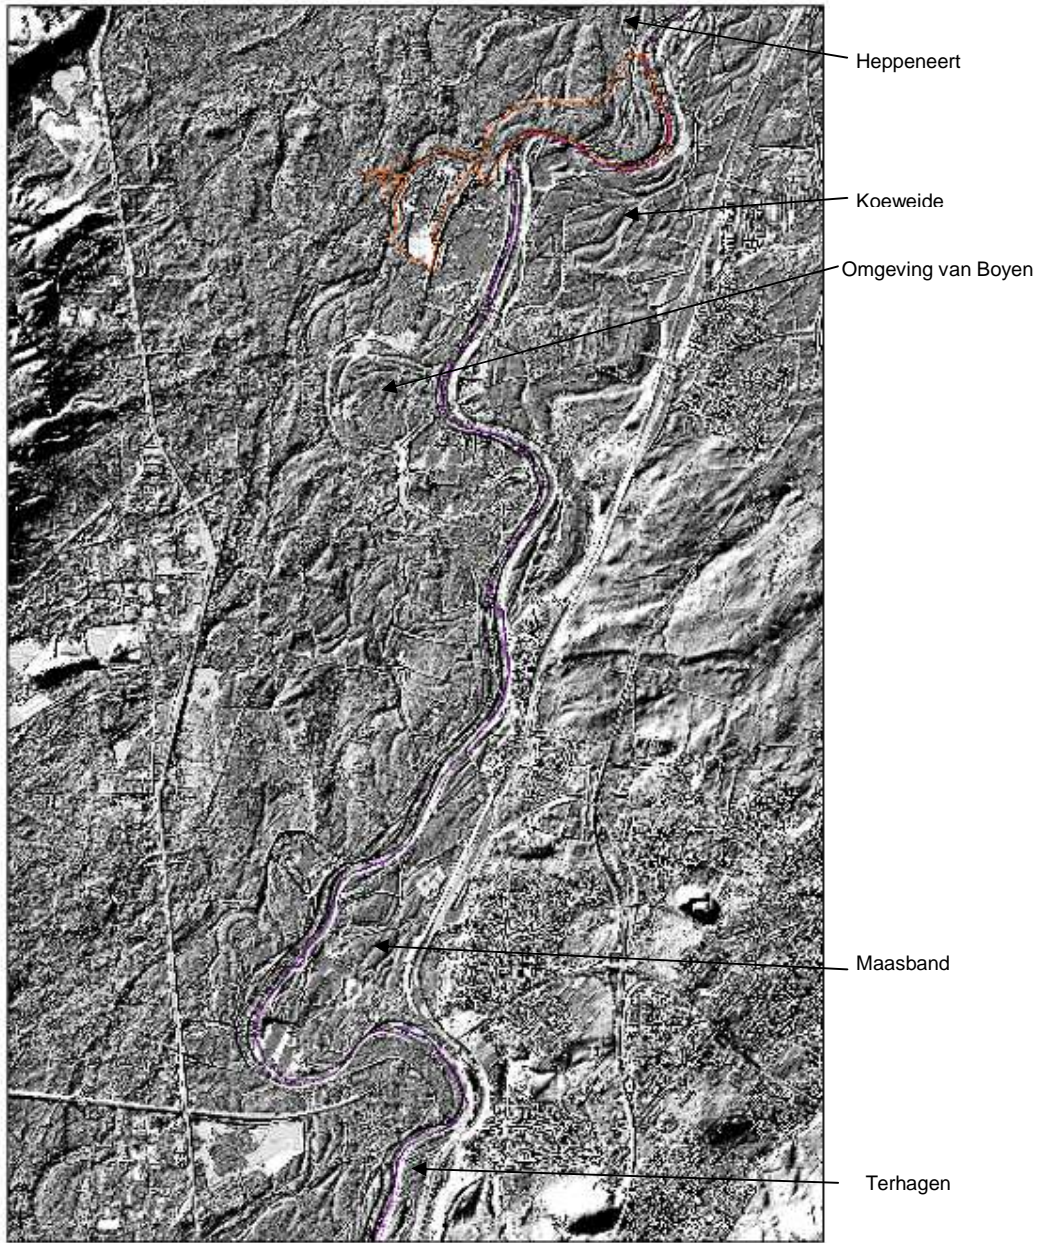 Heppeneert
Koeweide
Omgeving van Boyen
Maasband
Terhagen